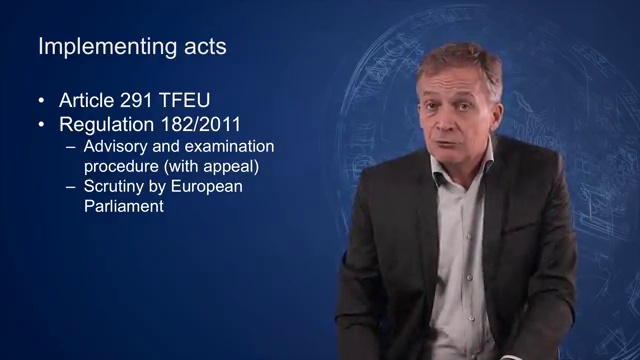 Implementing acts
• Article 291 TFEU
• Regulation 182/2011
– Advisory and examination
procedure (with appeal)
– Scrutiny by European
Parliament